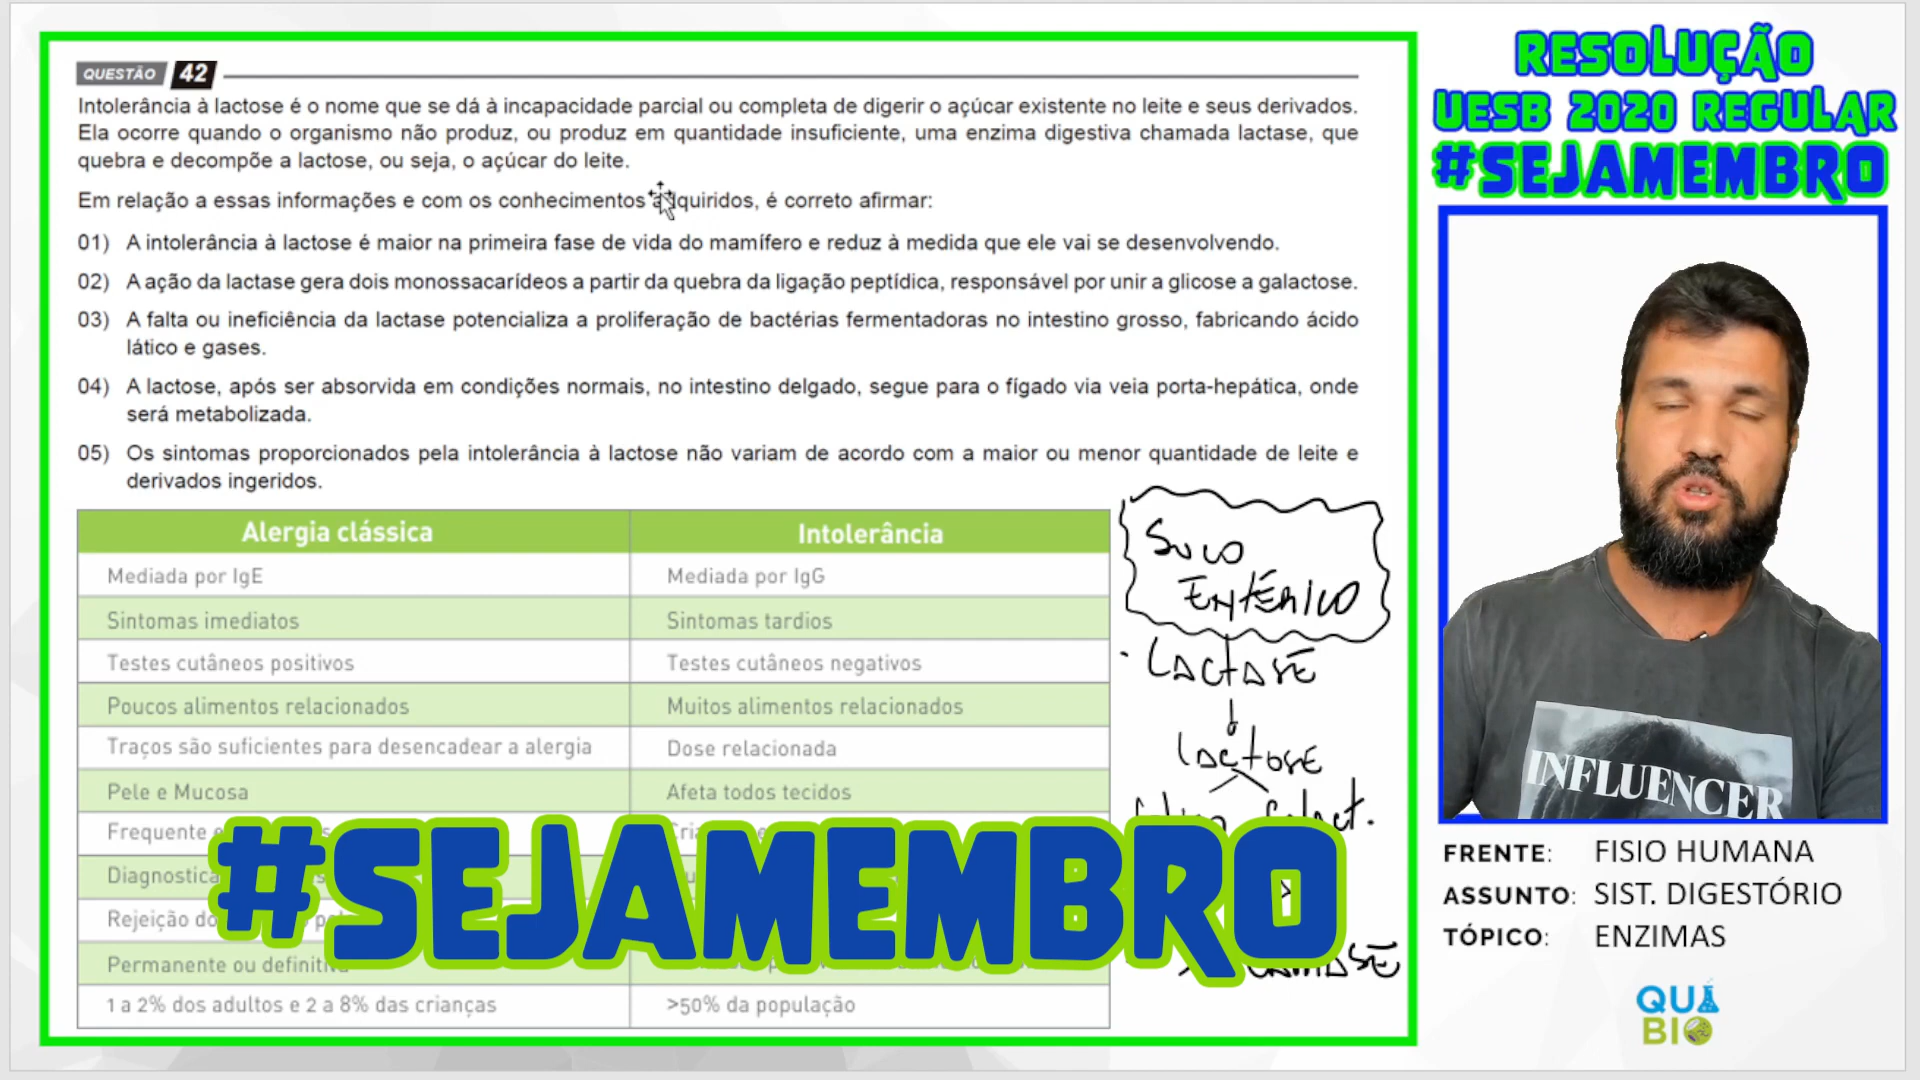 QUESTÃO 42
Intolerância à lactose é o nome que se dá à incapacidade parcial ou completa de digerir o açúcar existente no leite e seus derivados.
Ela ocorre quando o organismo não produz, ou produz em quantidade insuficiente, uma enzima digestiva chamada lactase, que
quebra e decompõe a lactose, ou seja, o açúcar do leite.
Em relação a essas informações e com os conhecimentos adquiridos, é correto afirmar:
01) A intolerância à lactose é maior na primeira fase de vida do mamífero e reduz à medida que ele vai se desenvolvendo.
02) A ação da lactase gera dois monossacarídeos a partir da quebra da ligação peptídica, responsável por unir a glicose a galactose.
03) A falta ou ineficiência da lactase potencializa a proliferação de bactérias fermentadoras no intestino grosso, fabricando ácido
lático e gases.
04) A lactose, após ser absorvida em condições normais, no intestino delgado, segue para o fígado via veia porta-hepática, onde
será metabolizada.
05) Os sintomas proporcionados pela intolerância à lactose não variam de acordo com a maior ou menor quantidade de leite e
derivados ingeridos.
Alergia clássica Intolerância
Mediada por IgE Mediada por IgG
Sintomas imediatos Sintomas tardios
Testes cutâneos positivos Testes cutâneos negativos
Poucos alimentos relacionados Muitos alimentos relacionados
Traços são suficientes para desencadear a alergia Dose relacionada
Pele e Mucosa Afeta todos tecidos
Frequente
Rejeição
Permanente ou
1 a 2% dos adultos e 2 a 8% das crianças >50% da população
SUCO
ENTÉRICO
• LACTASE
LACTOSE
#SEJAMEMBRO
RESOLUÇÃO
UESB 2020 REGULAR
#SEJAMEMBRO
INFLUENCER
FRENTE: FISIO HUMANA
ASSUNTO: SIST. DIGESTÓRIO
TÓPICO: ENZIMAS
QUI
BIO